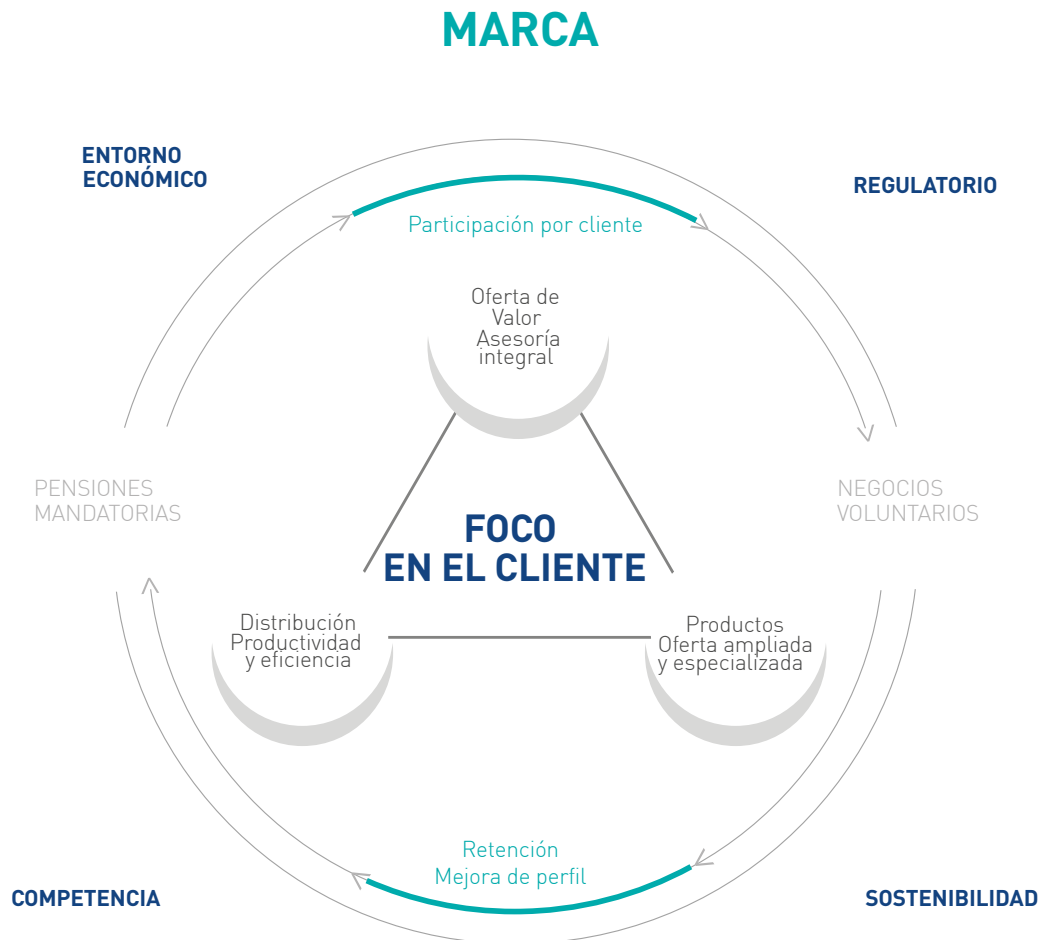 MARCA
ENTORNO
ECONÓMICO
REGULATORIO
Participación por cliente
Oferta de
Valor
Asesoría
integral
PENSIONES
MANDATORIAS
NEGOCIOS
VOLUNTARIOS
FOCO
EN EL CLIENTE
Distribución
Productividad
y eficiencia
Productos
Oferta ampliada
y especializada
Retención
Mejora de perfil
COMPETENCIA
SOSTENIBILIDAD